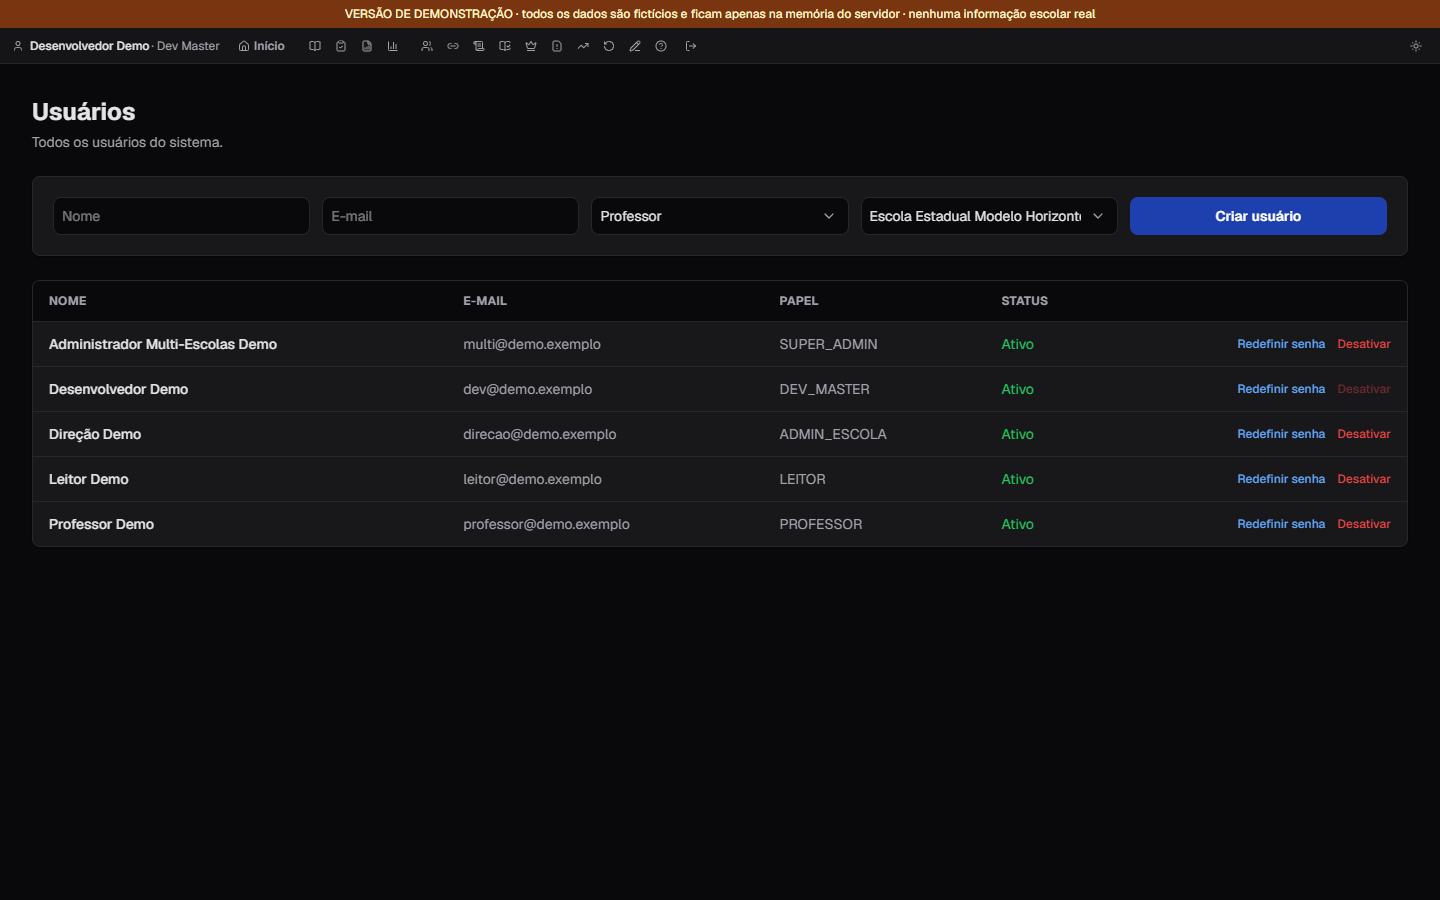 VERSÃO DE DEMONSTRAÇÃO · todos os dados são fictícios e ficam apenas na memória do servidor · nenhuma informação escolar real
Desenvolvedor Demo · Dev Master Início
Usuários
Todos os usuários do sistema.
Nome E-mail Professor Escola Estadual Modelo Horizonte Criar usuário
NOME E-MAIL PAPEL STATUS
Administrador Multi-Escolas Demo multi@demo.exemplo SUPER_ADMIN Ativo Redefinir senha Desativar
Desenvolvedor Demo dev@demo.exemplo DEV_MASTER Ativo Redefinir senha Desativar
Direção Demo direcao@demo.exemplo ADMIN_ESCOLA Ativo Redefinir senha Desativar
Leitor Demo leitor@demo.exemplo LEITOR Ativo Redefinir senha Desativar
Professor Demo professor@demo.exemplo PROFESSOR Ativo Redefinir senha Desativar